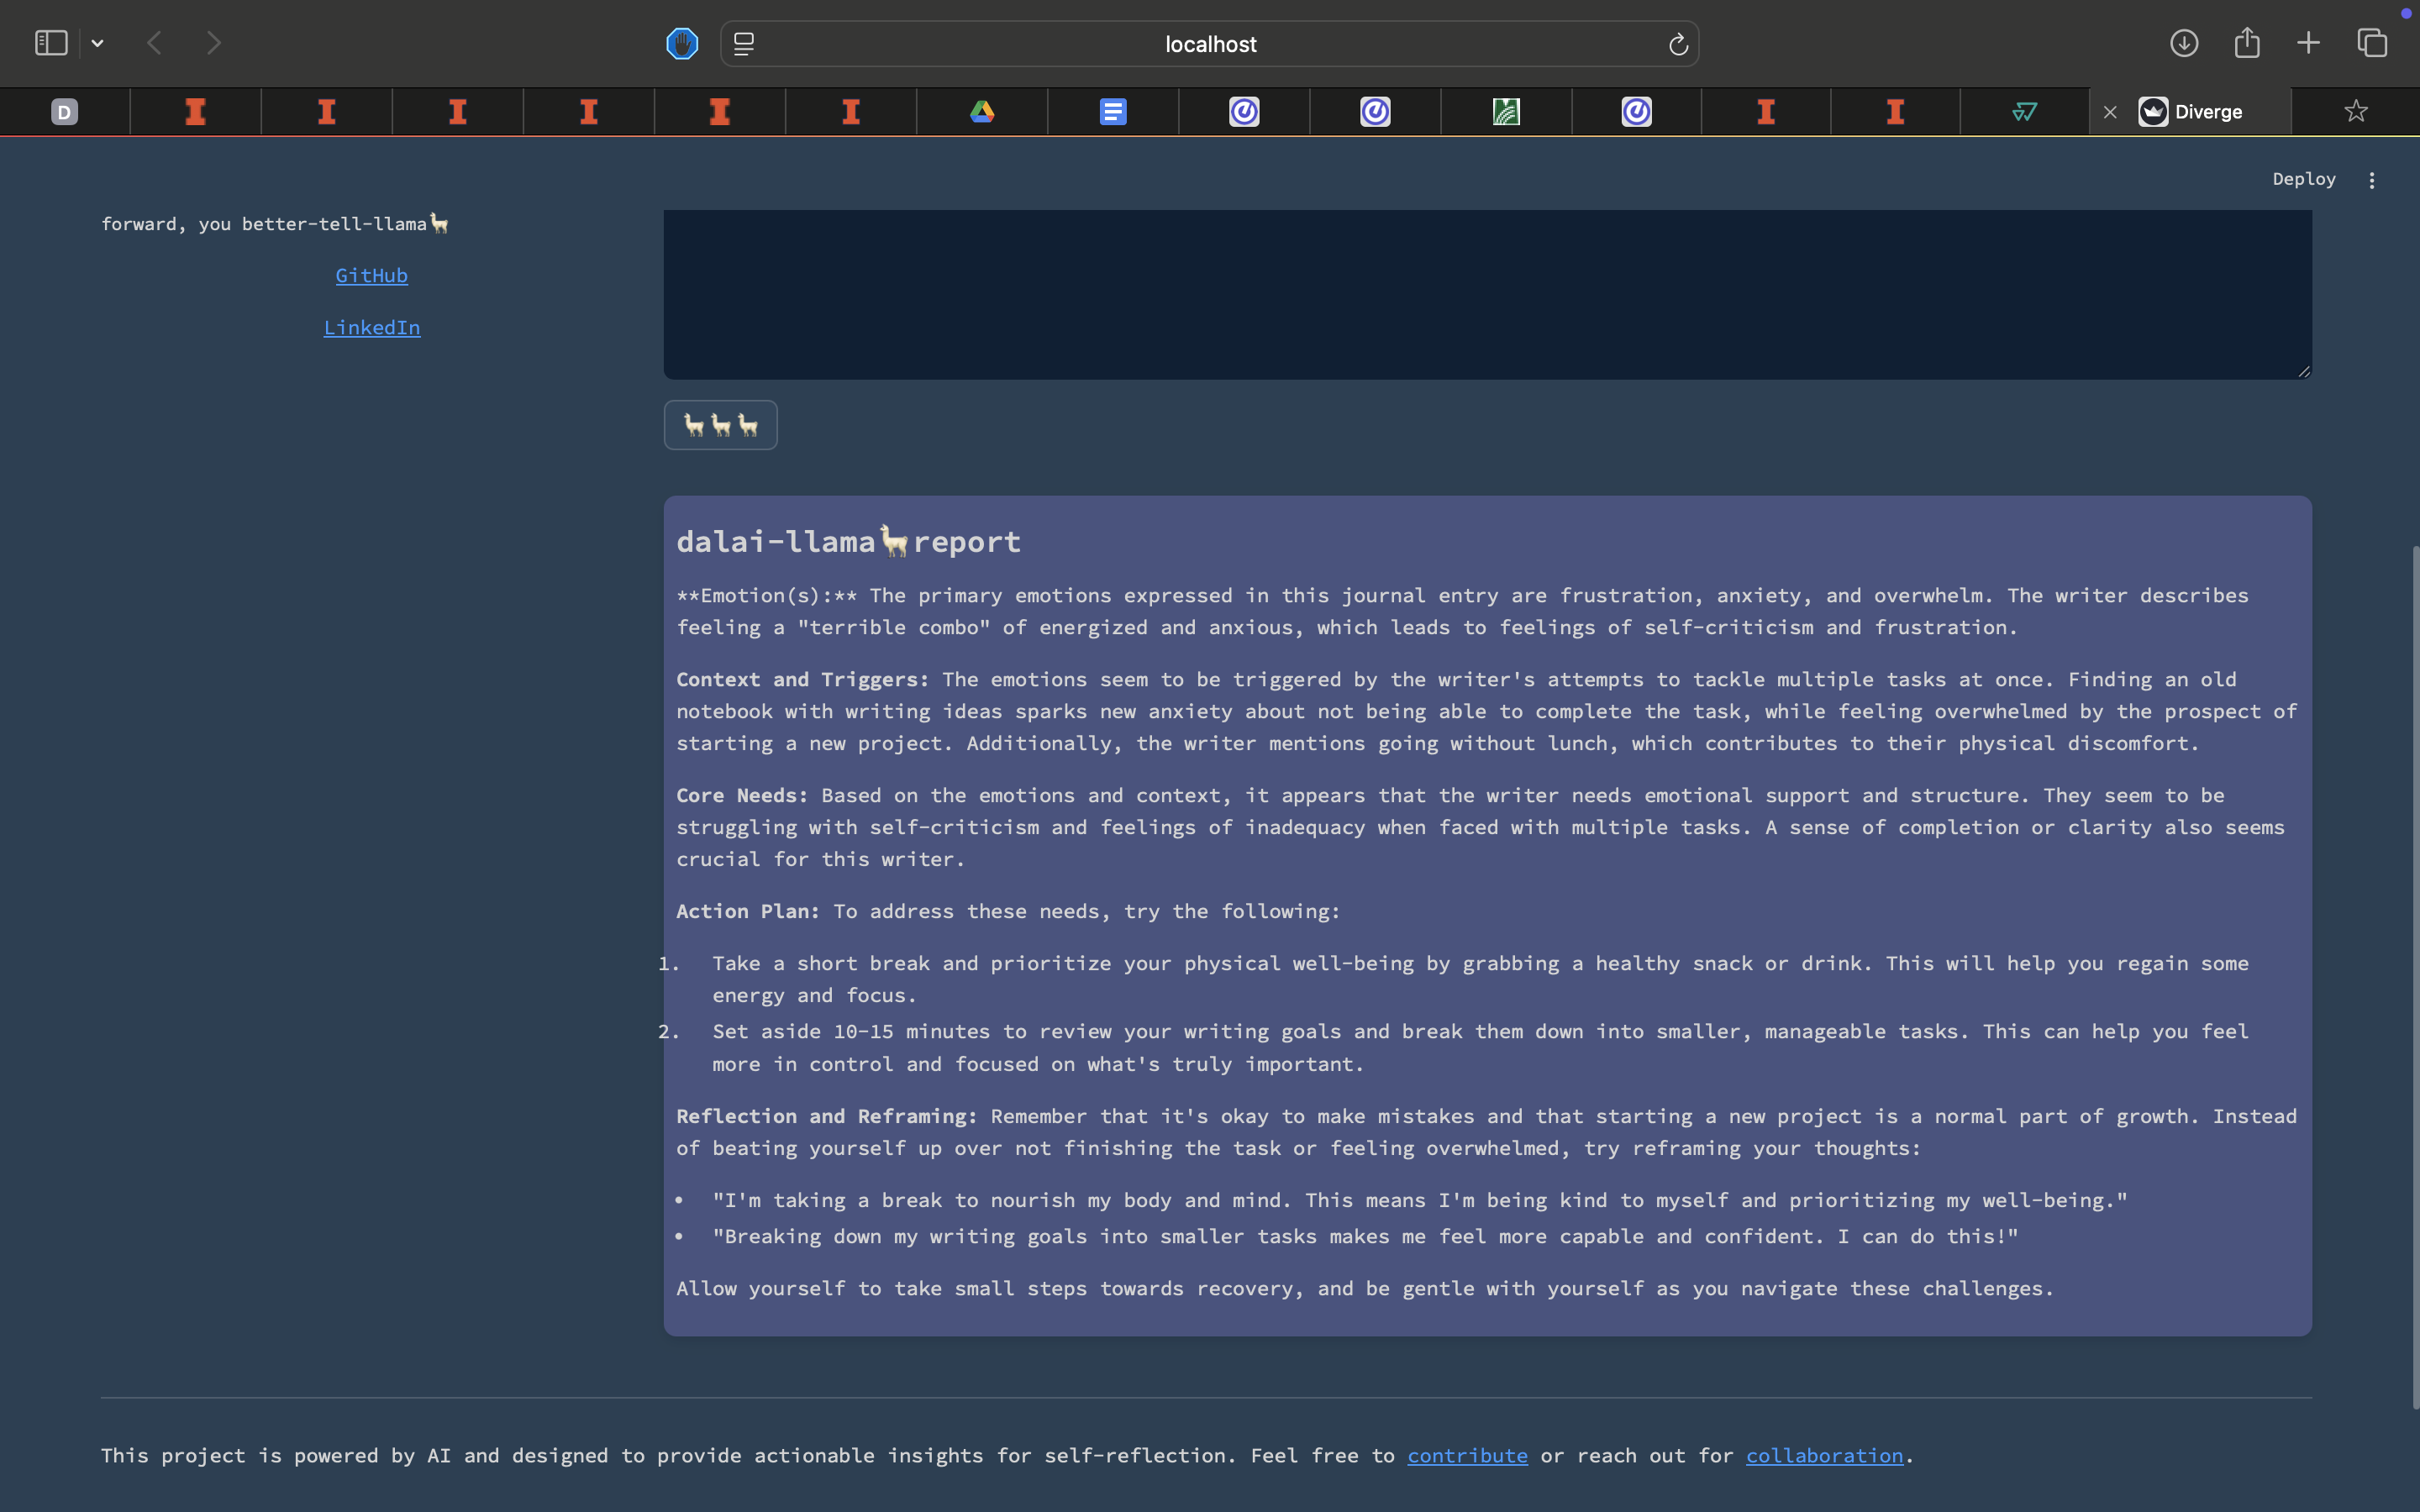 localhost
D
Diverge
Deploy
forward, you better-tell-llama🦙
GitHub
LinkedIn
🦙🦙🦙
dalai-llama🦙report
**Emotion(s):** The primary emotions expressed in this journal entry are frustration, anxiety, and overwhelm. The writer describes
feeling a "terrible combo" of energized and anxious, which leads to feelings of self-criticism and frustration.
Context and Triggers: The emotions seem to be triggered by the writer's attempts to tackle multiple tasks at once. Finding an old
notebook with writing ideas sparks new anxiety about not being able to complete the task, while feeling overwhelmed by the prospect of
starting a new project. Additionally, the writer mentions going without lunch, which contributes to their physical discomfort.
Core Needs: Based on the emotions and context, it appears that the writer needs emotional support and structure. They seem to be
struggling with self-criticism and feelings of inadequacy when faced with multiple tasks. A sense of completion or clarity also seems
crucial for this writer.
Action Plan: To address these needs, try the following:
1. Take a short break and prioritize your physical well-being by grabbing a healthy snack or drink. This will help you regain some
energy and focus.
2. Set aside 10-15 minutes to review your writing goals and break them down into smaller, manageable tasks. This can help you feel
more in control and focused on what's truly important.
Reflection and Reframing: Remember that it's okay to make mistakes and that starting a new project is a normal part of growth. Instead
of beating yourself up over not finishing the task or feeling overwhelmed, try reframing your thoughts:
• "I'm taking a break to nourish my body and mind. This means I'm being kind to myself and prioritizing my well-being."
• "Breaking down my writing goals into smaller tasks makes me feel more capable and confident. I can do this!"
Allow yourself to take small steps towards recovery, and be gentle with yourself as you navigate these challenges.
This project is powered by AI and designed to provide actionable insights for self-reflection. Feel free to contribute or reach out for collaboration.